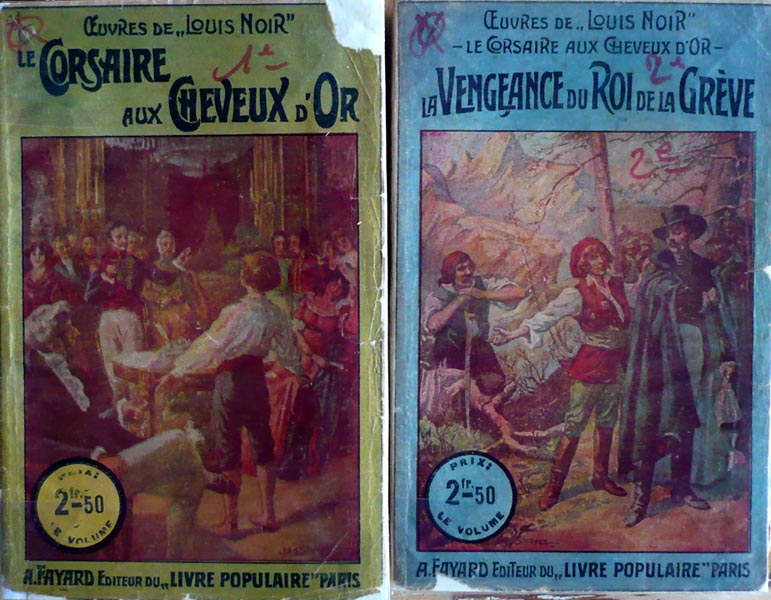 ŒUVRES DE „LOUIS NOIR"
LE CORSAIRE
1e
AUX CHEVEUX D'OR
PRIX:
2fr.50
LE VOLUME
A. FAYARD EDITEUR DU „LIVRE POPULAIRE" PARIS
ŒUVRES DE „LOUIS NOIR"
- LE CORSAIRE AUX CHEVEUX D'OR -
2e
LA VENGEANCE DU ROI DE LA GRÈVE
2e
PRIX:
2fr.50
LE VOLUME
A. FAYARD EDITEUR DU „LIVRE POPULAIRE" PARIS